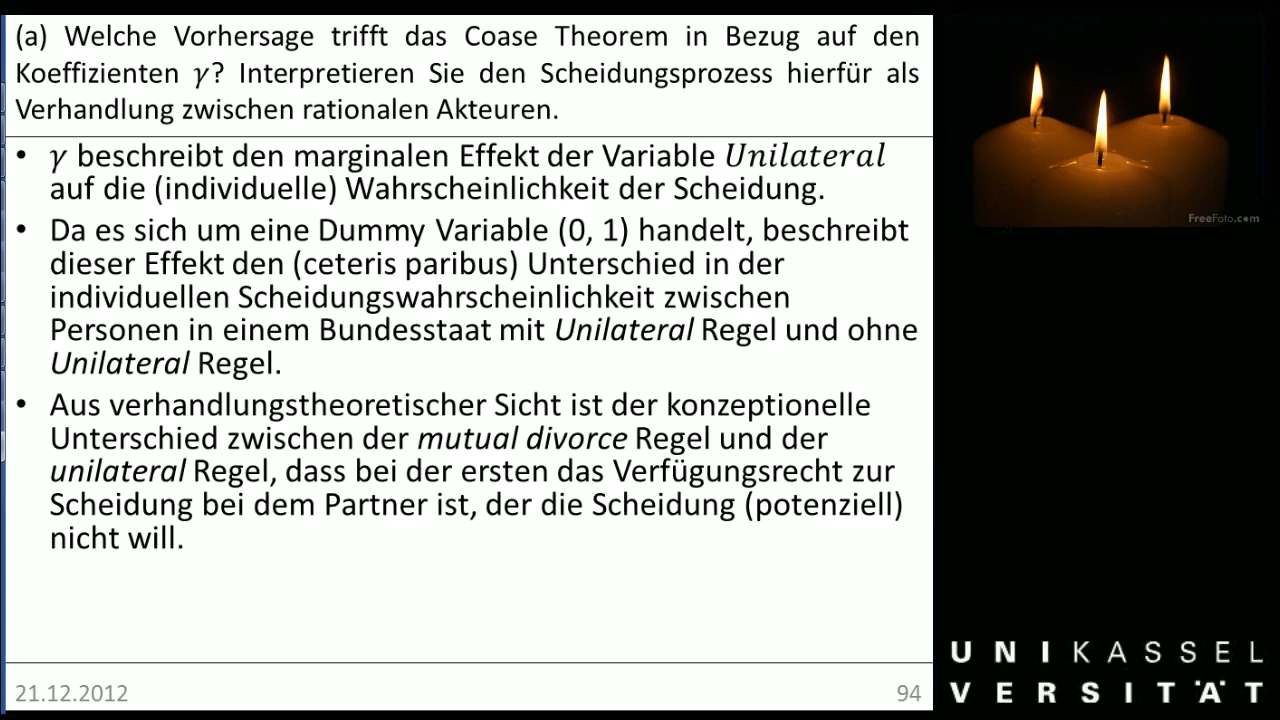 (a) Welche Vorhersage trifft das Coase Theorem in Bezug auf den
Koeffizienten 𝛾? Interpretieren Sie den Scheidungsprozess hierfür als
Verhandlung zwischen rationalen Akteuren.
• 𝛾 beschreibt den marginalen Effekt der Variable 𝑈𝑛𝑖𝑙𝑎𝑡𝑒𝑟𝑎𝑙
auf die (individuelle) Wahrscheinlichkeit der Scheidung.
• Da es sich um eine Dummy Variable (0, 1) handelt, beschreibt
dieser Effekt den (ceteris paribus) Unterschied in der
individuellen Scheidungswahrscheinlichkeit zwischen
Personen in einem Bundesstaat mit Unilateral Regel und ohne
Unilateral Regel.
• Aus verhandlungstheoretischer Sicht ist der konzeptionelle
Unterschied zwischen der mutual divorce Regel und der
unilateral Regel, dass bei der ersten das Verfügungsrecht zur
Scheidung bei dem Partner ist, der die Scheidung (potenziell)
nicht will.
21.12.2012
94
FreeFoto.com
UNIKASSEL
VERSITÄT